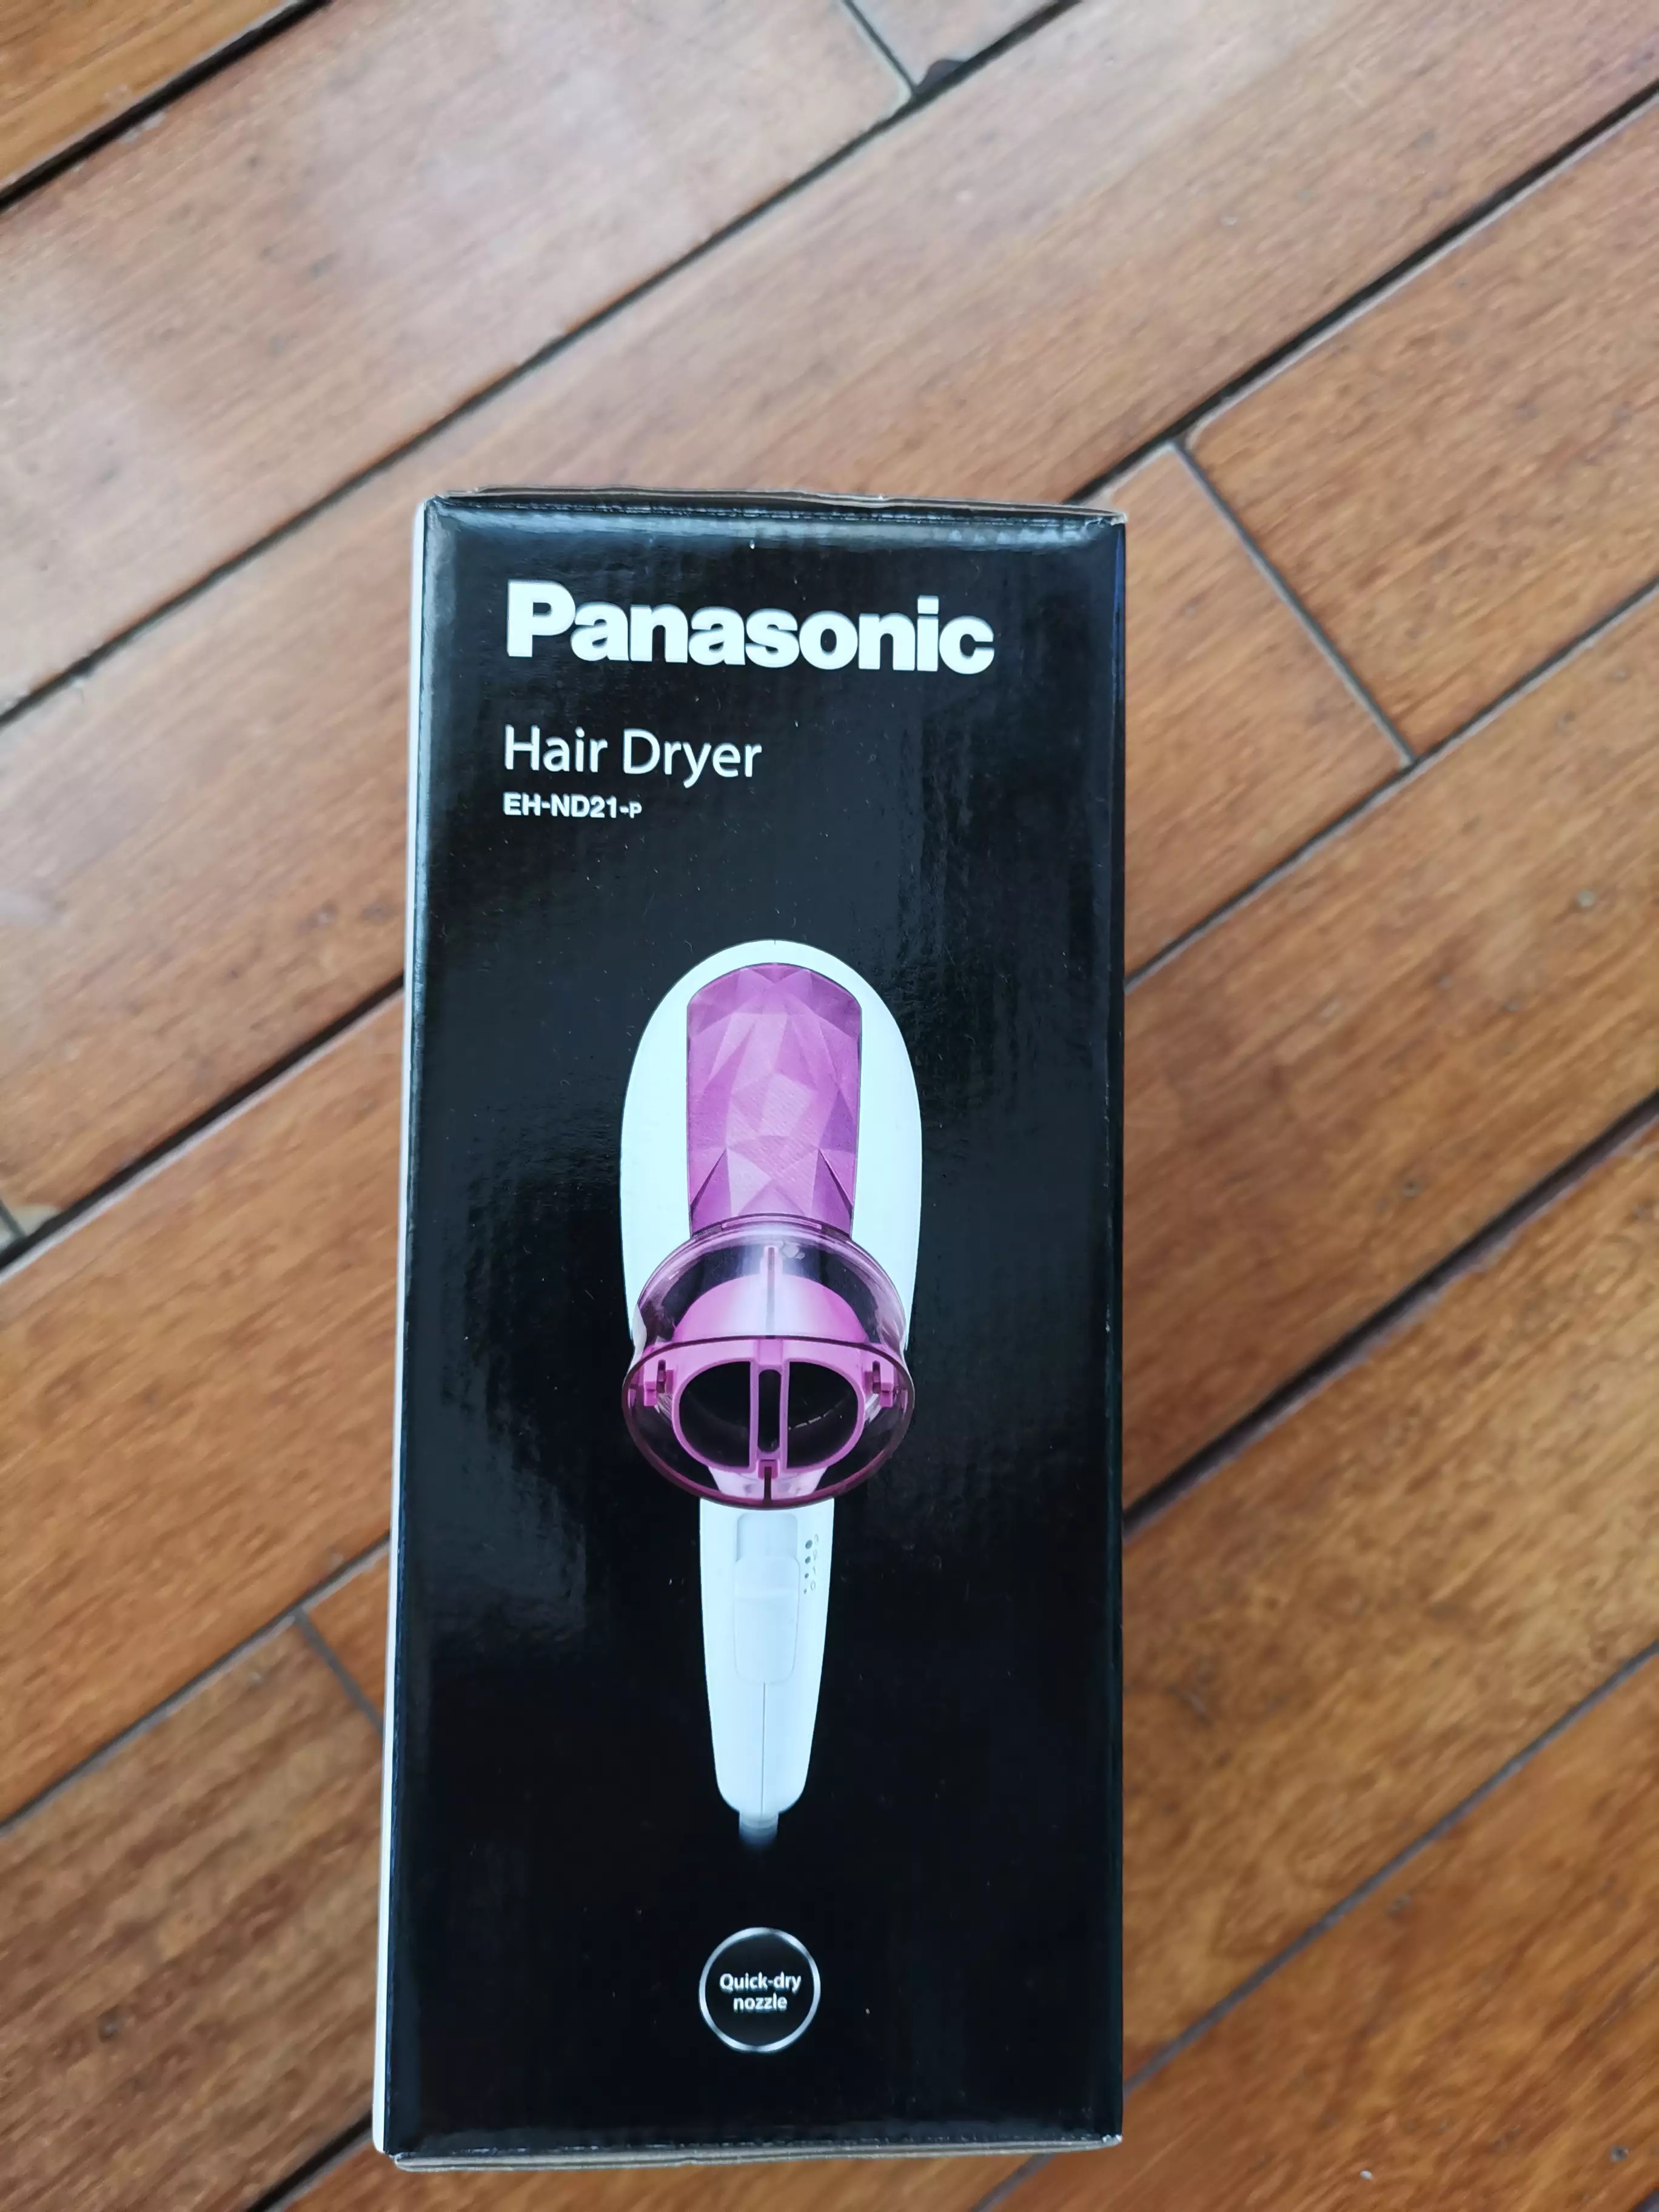 Panasonic
Hair Dryer
EH-ND21-P
Quick-dry
nozzle